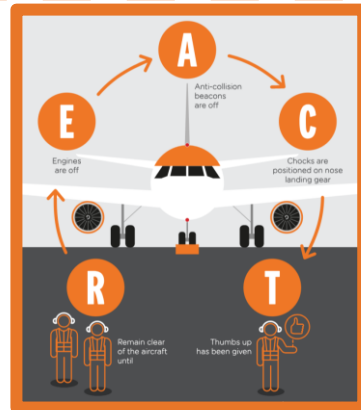 R
Remain clear
of the aircraft
until
E
Engines
are off
A
Anti-collision
beacons
are off
C
Chocks are
positioned on nose
landing gear
T
Thumbs up
has been given